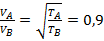 V_A/V_B = √(T_A/T_B) = 0,9